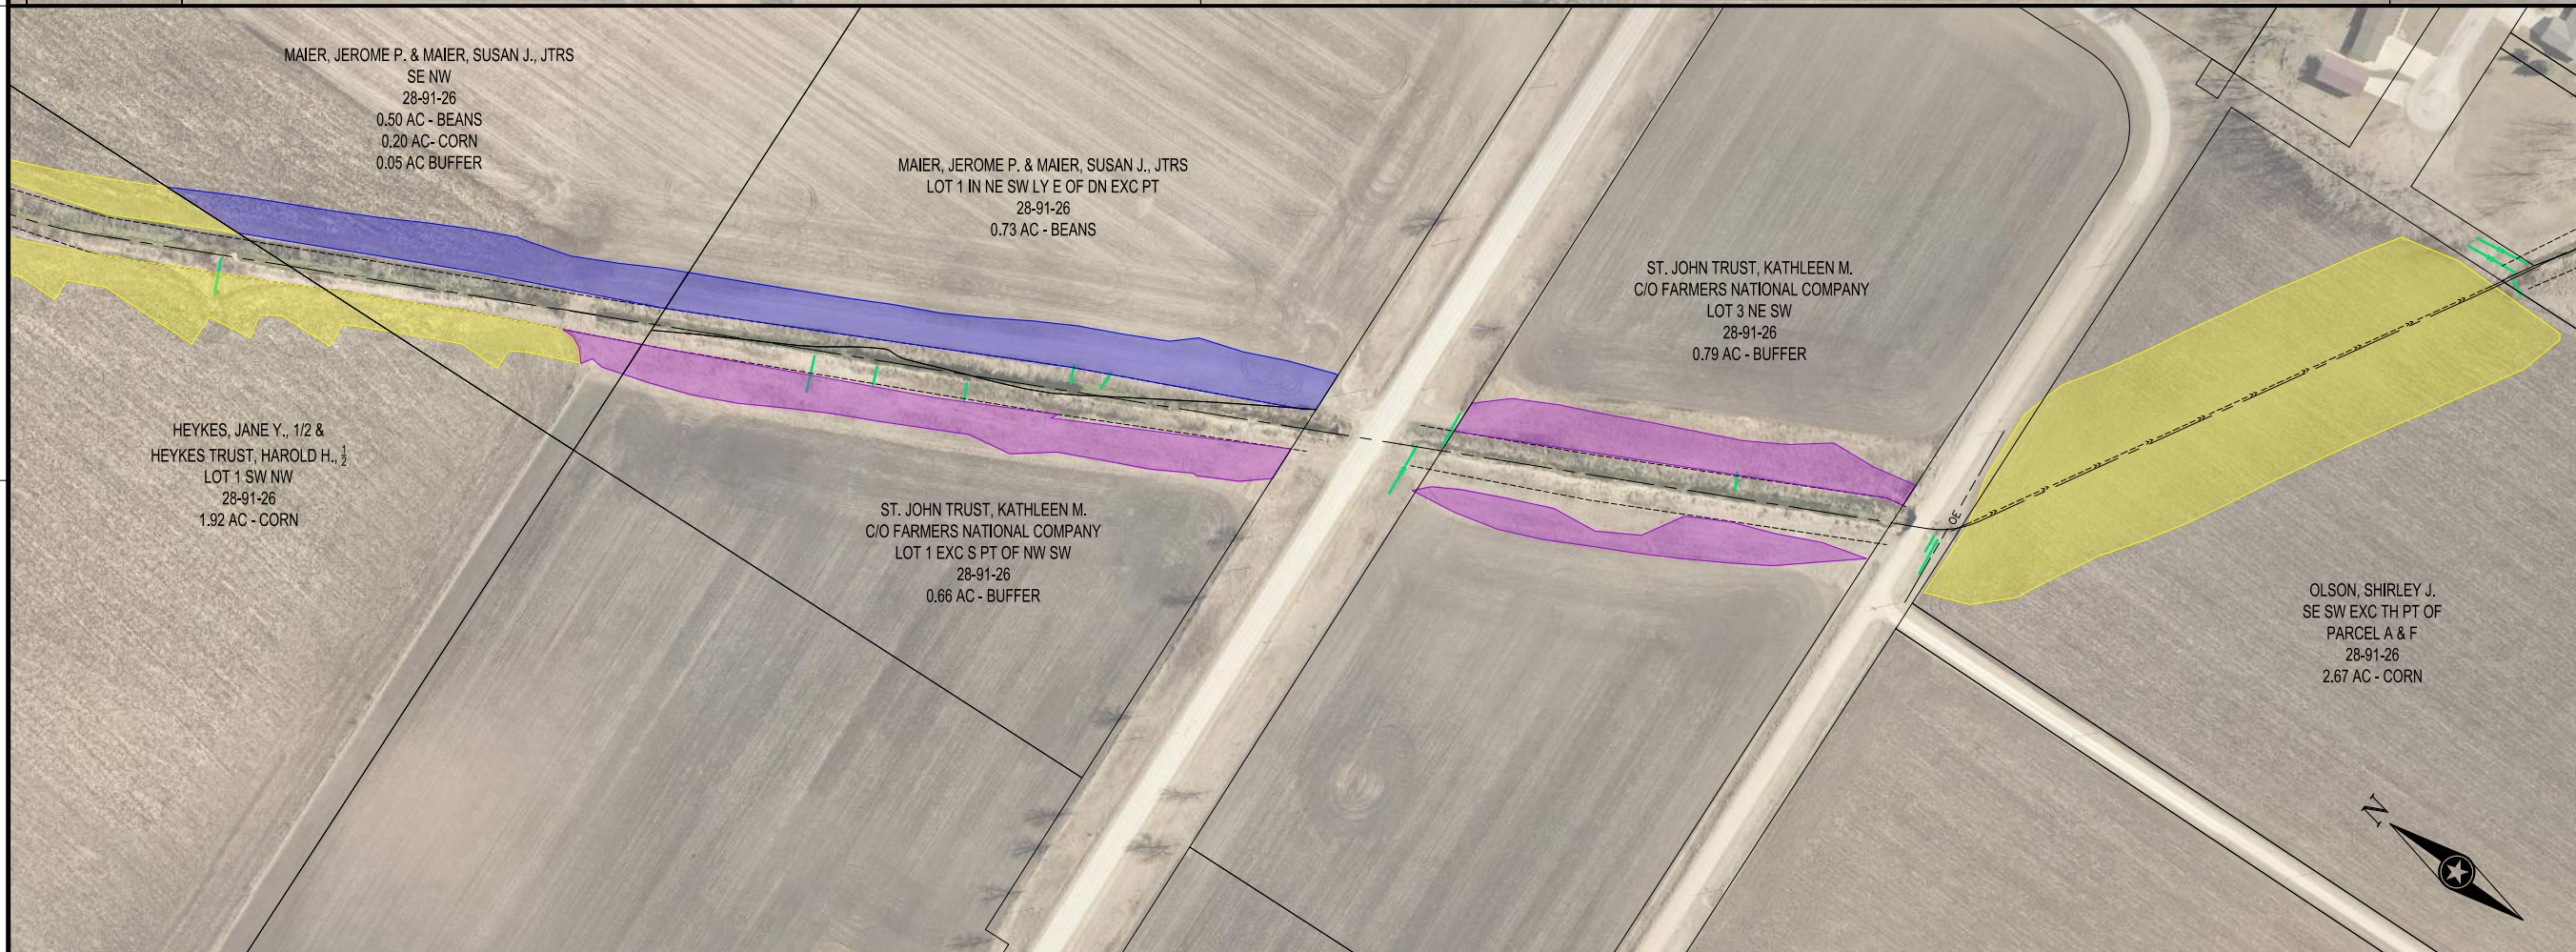 MAIER, JEROME P. & MAIER, SUSAN J., JTRS
SE NW
28-91-26
0.50 AC - BEANS
0.20 AC- CORN
0.05 AC BUFFER
MAIER, JEROME P. & MAIER, SUSAN J., JTRS
LOT 1 IN NE SW LY E OF DN EXC PT
28-91-26
0.73 AC - BEANS
ST. JOHN TRUST, KATHLEEN M.
C/O FARMERS NATIONAL COMPANY
LOT 3 NE SW
28-91-26
0.79 AC - BUFFER
HEYKES, JANE Y., 1/2 &
HEYKES TRUST, HAROLD H., ½
LOT 1 SW NW
28-91-26
1.92 AC - CORN
ST. JOHN TRUST, KATHLEEN M.
C/O FARMERS NATIONAL COMPANY
LOT 1 EXC S PT OF NW SW
28-91-26
0.66 AC - BUFFER
OE
OLSON, SHIRLEY J.
SE SW EXC TH PT OF
PARCEL A & F
28-91-26
2.67 AC - CORN
N